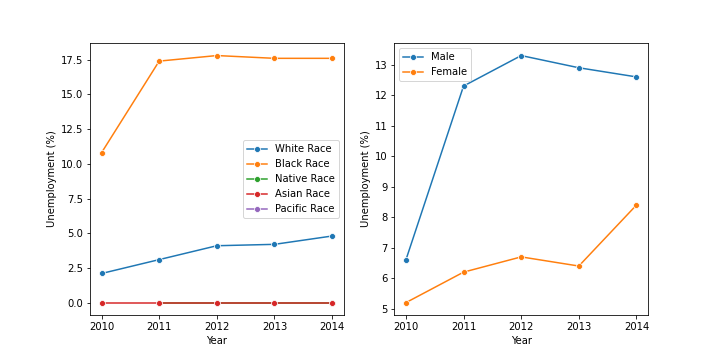 17.5
15.0
12.5
10.0
7.5
5.0
2.5
0.0
Unemployment (%)
White Race
Black Race
Native Race
Asian Race
Pacific Race
2010 2011 2012 2013 2014
Year
Male
Female
13
12
11
10
9
8
7
6
5
Unemployment (%)
2010 2011 2012 2013 2014
Year